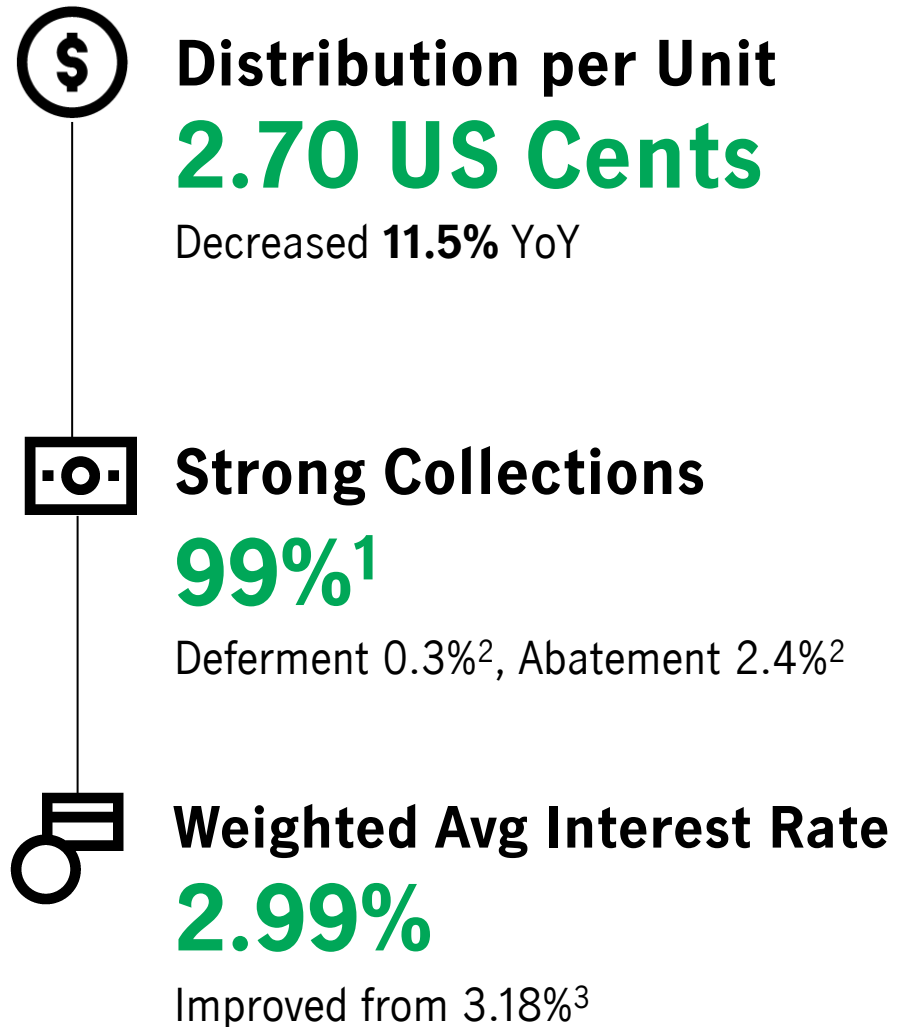 $
Distribution per Unit
2.70 US Cents
Decreased 11.5% YoY
Strong Collections
99%¹
Deferment 0.3%², Abatement 2.4%²
Weighted Avg Interest Rate
2.99%
Improved from 3.18%³